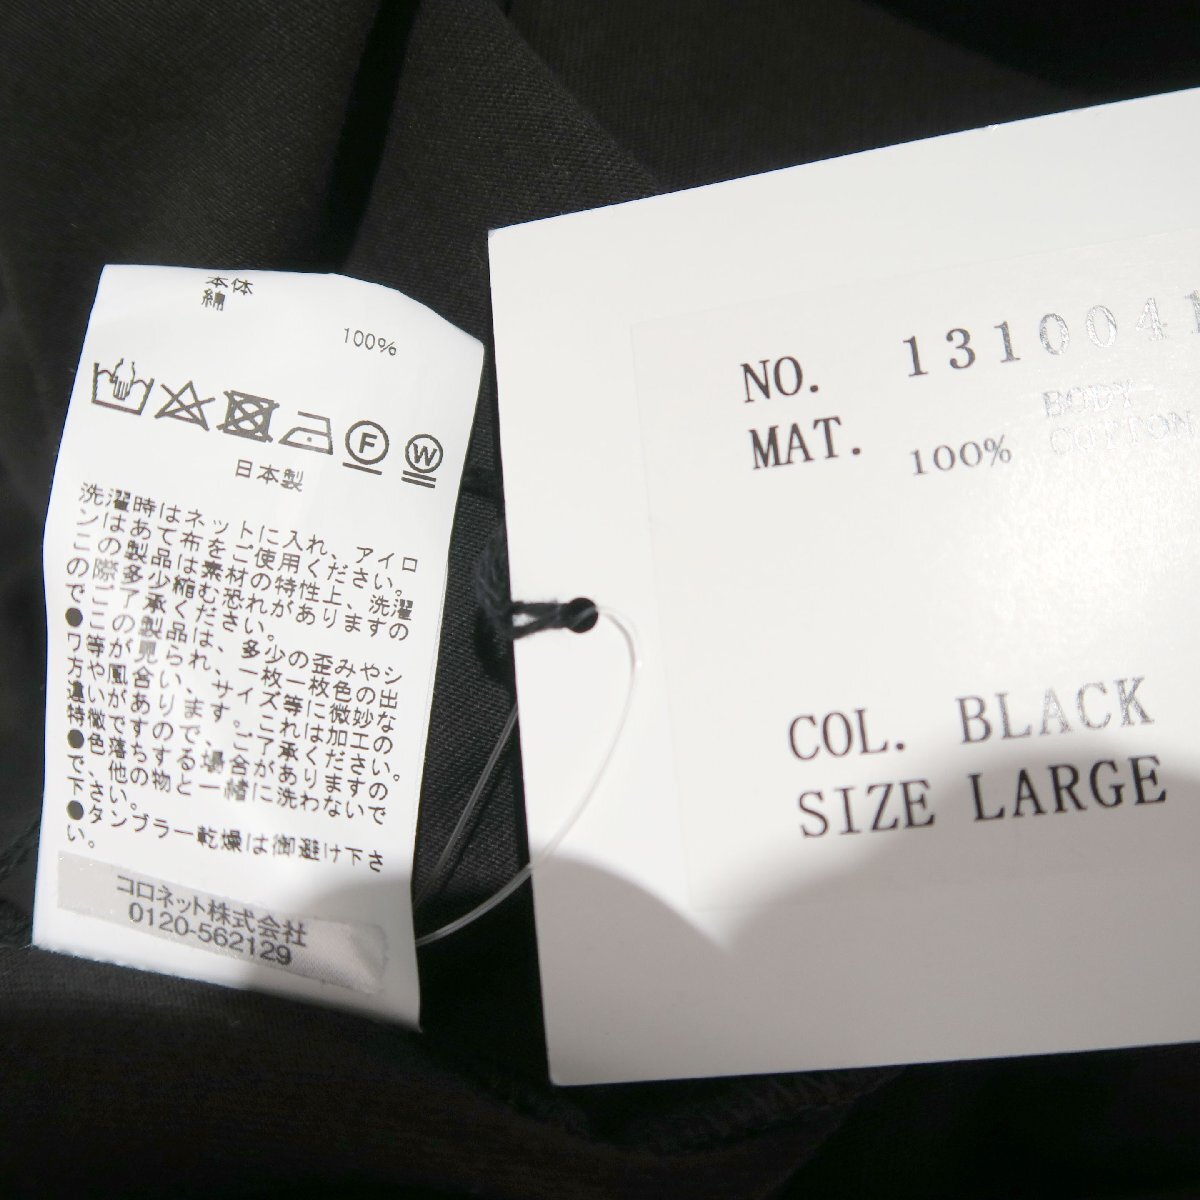 本体
綿
100%
F
W
日本製
洗濯時はネットに入れ、アイロ
ンはあて布をご使用ください。
この製品は素材の特性上、洗濯
の際多少縮む恐れがありますの
でご了承ください。
●この製品は、多少の歪みやシ
ワ等が見られ、一枚一枚色の出
方や風合い、サイズ等に微妙な
違いがあります。これは加工の
特徴ですので、ご了承ください。
●色落ちする場合がありますの
で、他の物と一緒に洗わないで
下さい。
●タンブラー乾燥は御避け下さ
い。
コロネット株式会社
0120-562129
NO. 1310041
BODY
MAT. 100% COTTON
COL. BLACK
SIZE LARGE